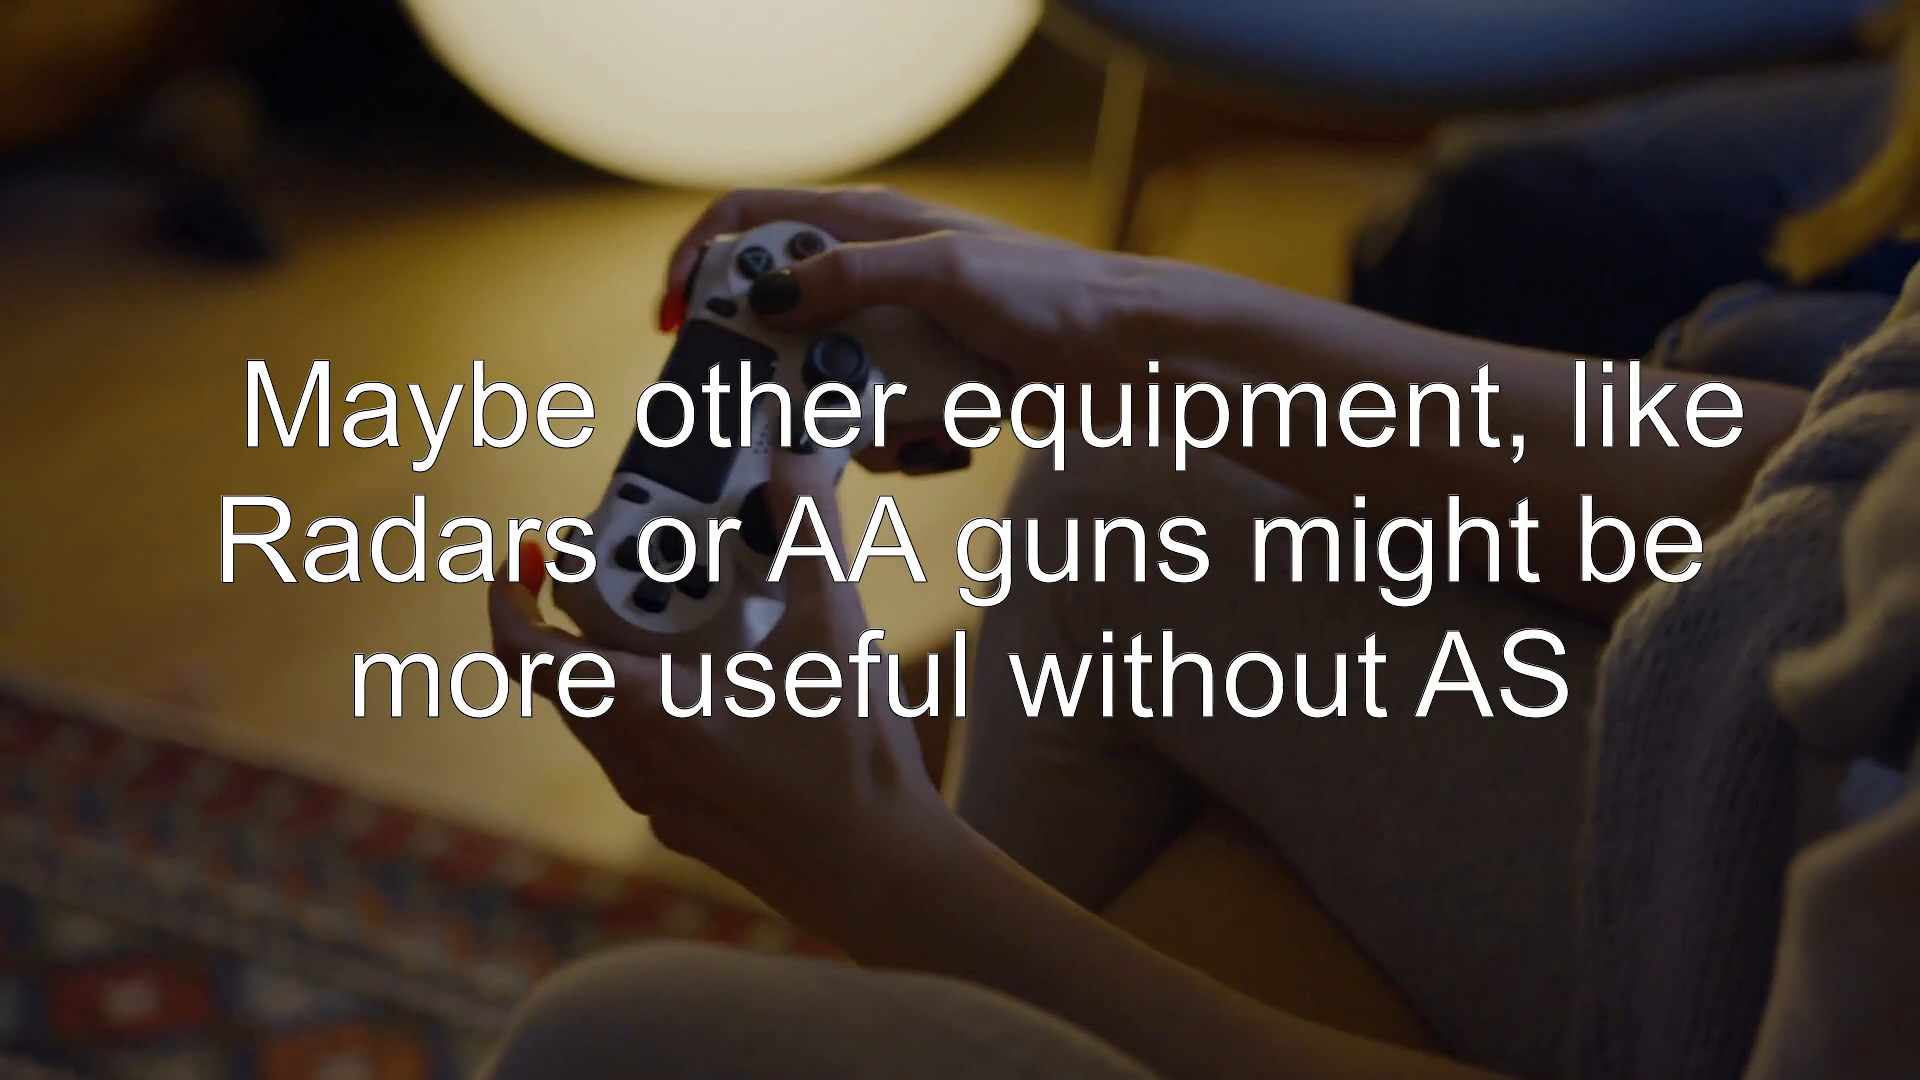 Maybe other equipment, like
Radars or AA guns might be
more useful without AS